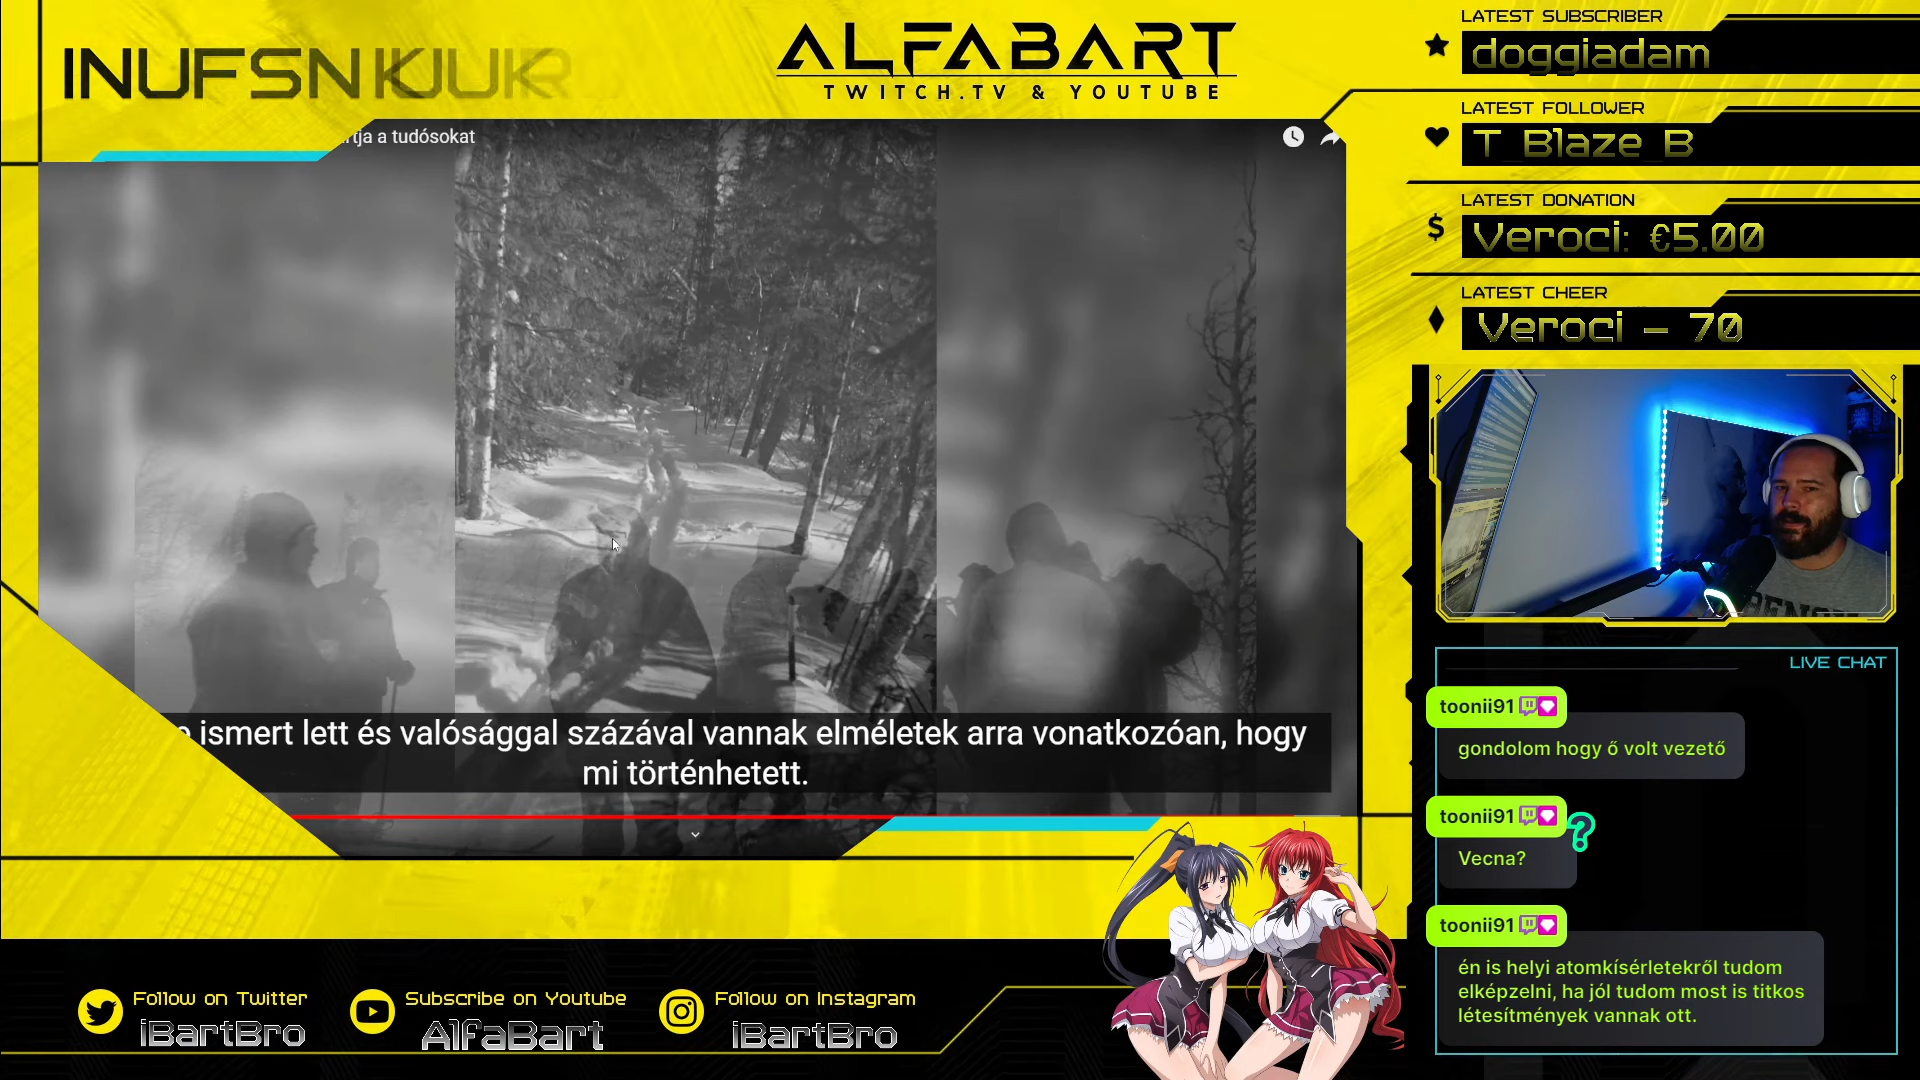 ALFABART
TWITCH.TV & YOUTUBE
LATEST SUBSCRIBER
doggiadam
LATEST FOLLOWER
T_Blaze_B
LATEST DONATION
Veroci: €5.00
LATEST CHEER
Veroci - 70
a tudósokat
ismert lett és valósággal százával vannak elméletek arra vonatkozóan, hogy
mi történhetett.
LIVE CHAT
toonii91
gondolom hogy ő volt vezető
toonii91
Vecna?
toonii91
én is helyi atomkísérletekről tudom
elképzelni, ha jól tudom most is titkos
létesítmények vannak ott.
Follow on Twitter
iBartBro
Subscribe on Youtube
AlfaBart
Follow on Instagram
iBartBro